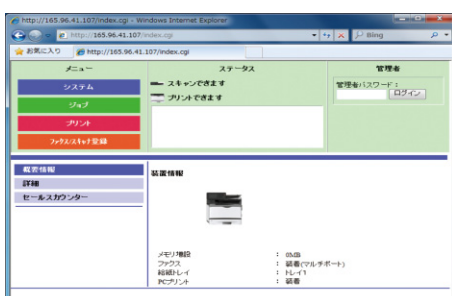 http://165.96.41.107/index.cgi - Windows Internet Explorer
http://165.96.41.107/index.cgi
Bing
お気に入り
http://165.96.41.107/index.cgi
メニュー
ステータス
管理者
システム
ジョブ
プリント
ファクス/スキャナ登録
スキャンできます
プリントできます
管理者パスワード:
ログイン
概要情報
詳細
セールスカウンター
装置情報
メモリ増設 : 0MB
ファクス : 装着(マルチポート)
給紙トレイ : トレイ1
PCプリント : 装着